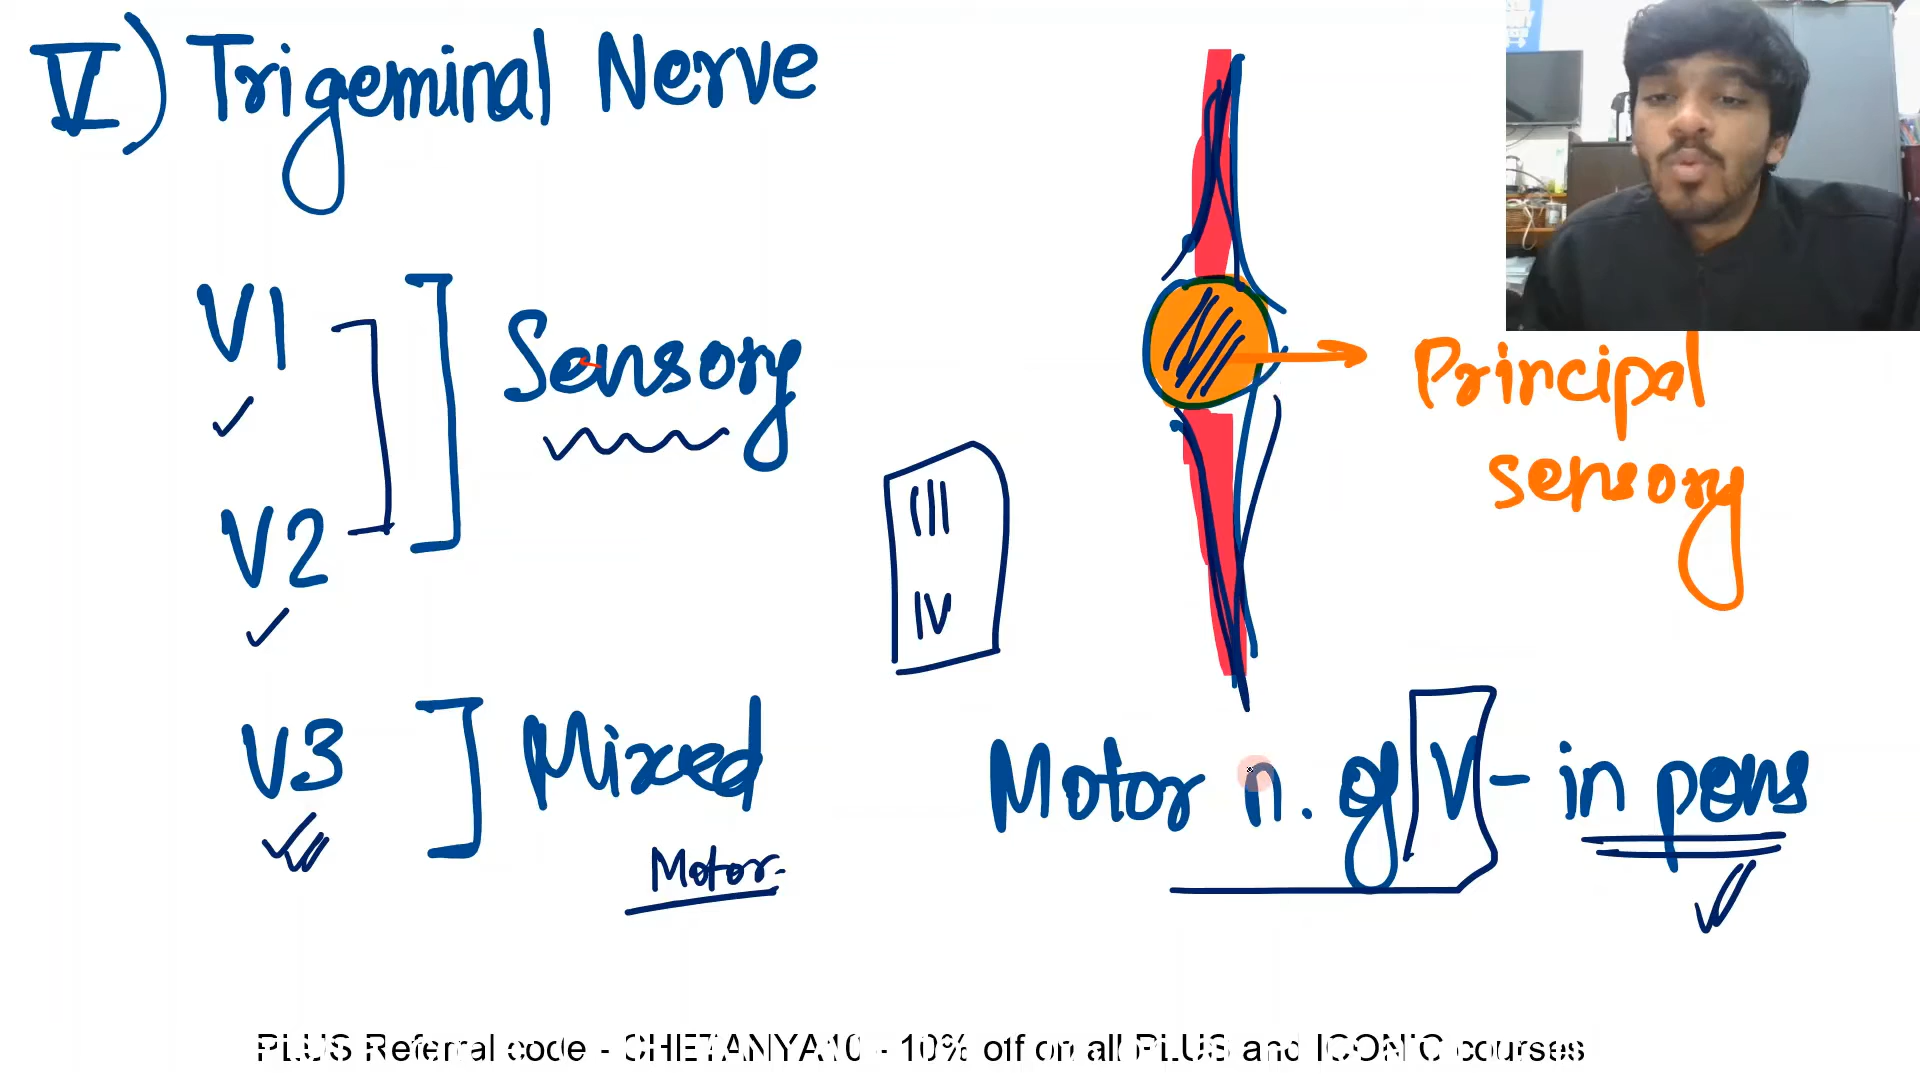 V) Trigeminal Nerve
V1
V2
Sensory
V3
Mixed
Motor
III
IV
Principal
sensory
Motor n. of V - in pons
PLUS Referral code - CHETANYA10 - 10% off on all PLUS and ICONIC courses